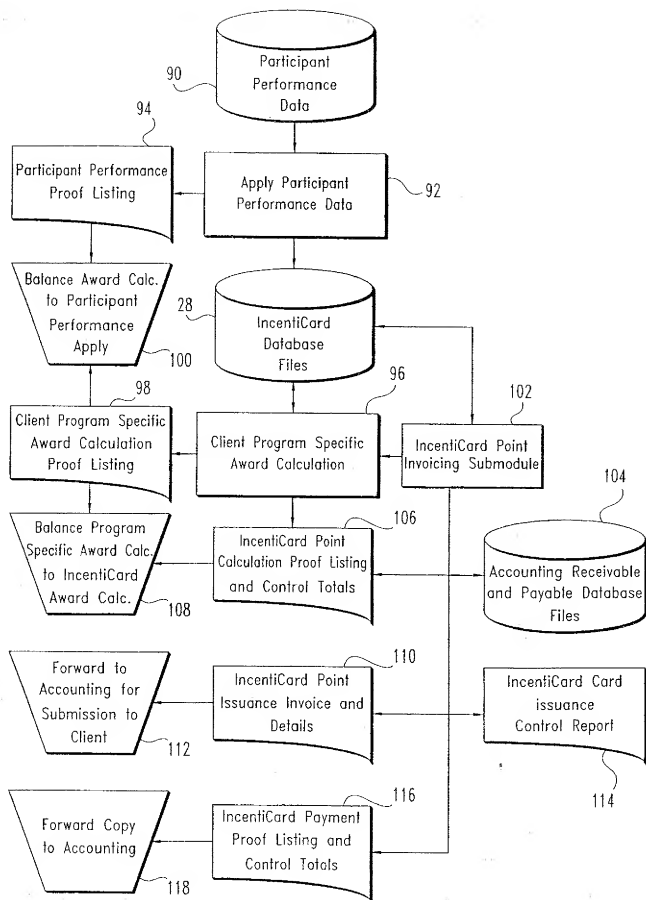 90
Participant
Performance
Data
94
Participant Performance
Proof Listing
Apply Participant
Performance Data
92
Balance Award Calc.
to Participant
Performance
Apply
100
28
IncentiCard
Database
Files
98
96
102
Client Program Specific
Award Calculation
Proof Listing
Client Program Specific
Award Calculation
IncentiCard Point
Invoicing Submodule
104
106
Balance Program
Specific Award Calc.
to IncentiCard
Award Calc.
108
IncentiCard Point
Calculation Proof Listing
and Control Totals
Accounting Receivable
and Payable Database
Files
110
Forward to
Accounting for
Submission to
Client
112
IncentiCard Point
Issuance Invoice and
Details
IncentiCard Card
issuance
Control Report
114
116
Forward Copy
to Accounting
118
IncentiCard Payment
Proof Listing and
Control Totals